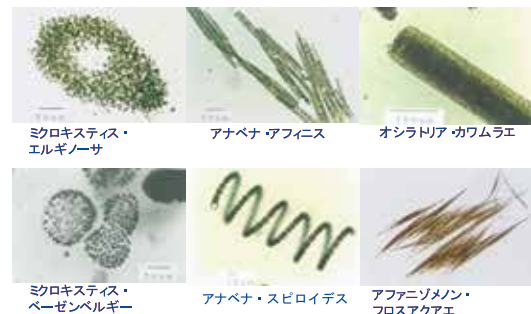 ミクロキスティス・
エルギノーサ
アナベナ・アフィニス
オシラトリア・カワムラエ
ミクロキスティス・
ベーゼンベルギー
アナベナ・スピロイデス
アファニゾメノン・
フロスアクアエ